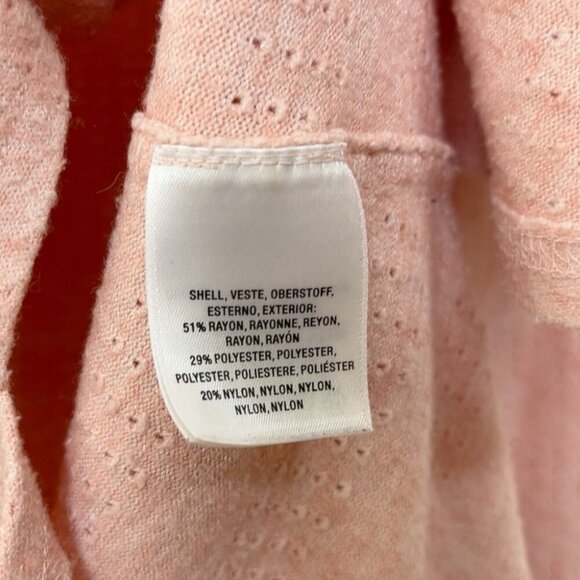 SHELL, VESTE, OBERSTOFF,
ESTERNO, EXTERIOR:
51% RAYON, RAYONNE, REYON,
RAYON, RAYÓN
29% POLYESTER, POLYESTER,
POLYESTER, POLIESTERE, POLIÉSTER
20% NYLON, NYLON, NYLON,
NYLON, NYLON